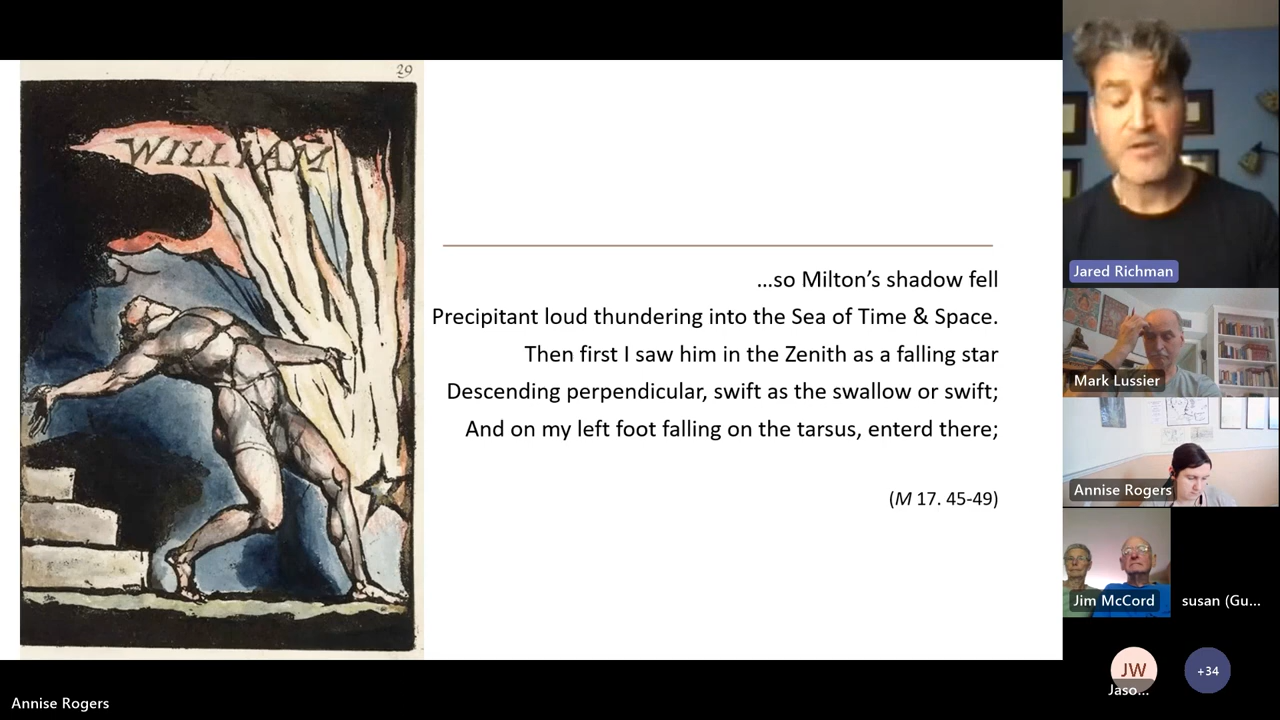 29
WILLIAM
...so Milton’s shadow fell
Precipitant loud thundering into the Sea of Time & Space.
Then first I saw him in the Zenith as a falling star
Descending perpendicular, swift as the swallow or swift;
And on my left foot falling on the tarsus, enterd there;
(M 17. 45-49)
Jared Richman
Mark Lussier
Annise Rogers
Jim McCord
susan (Gu...
JW
Jaso...
+34
Annise Rogers